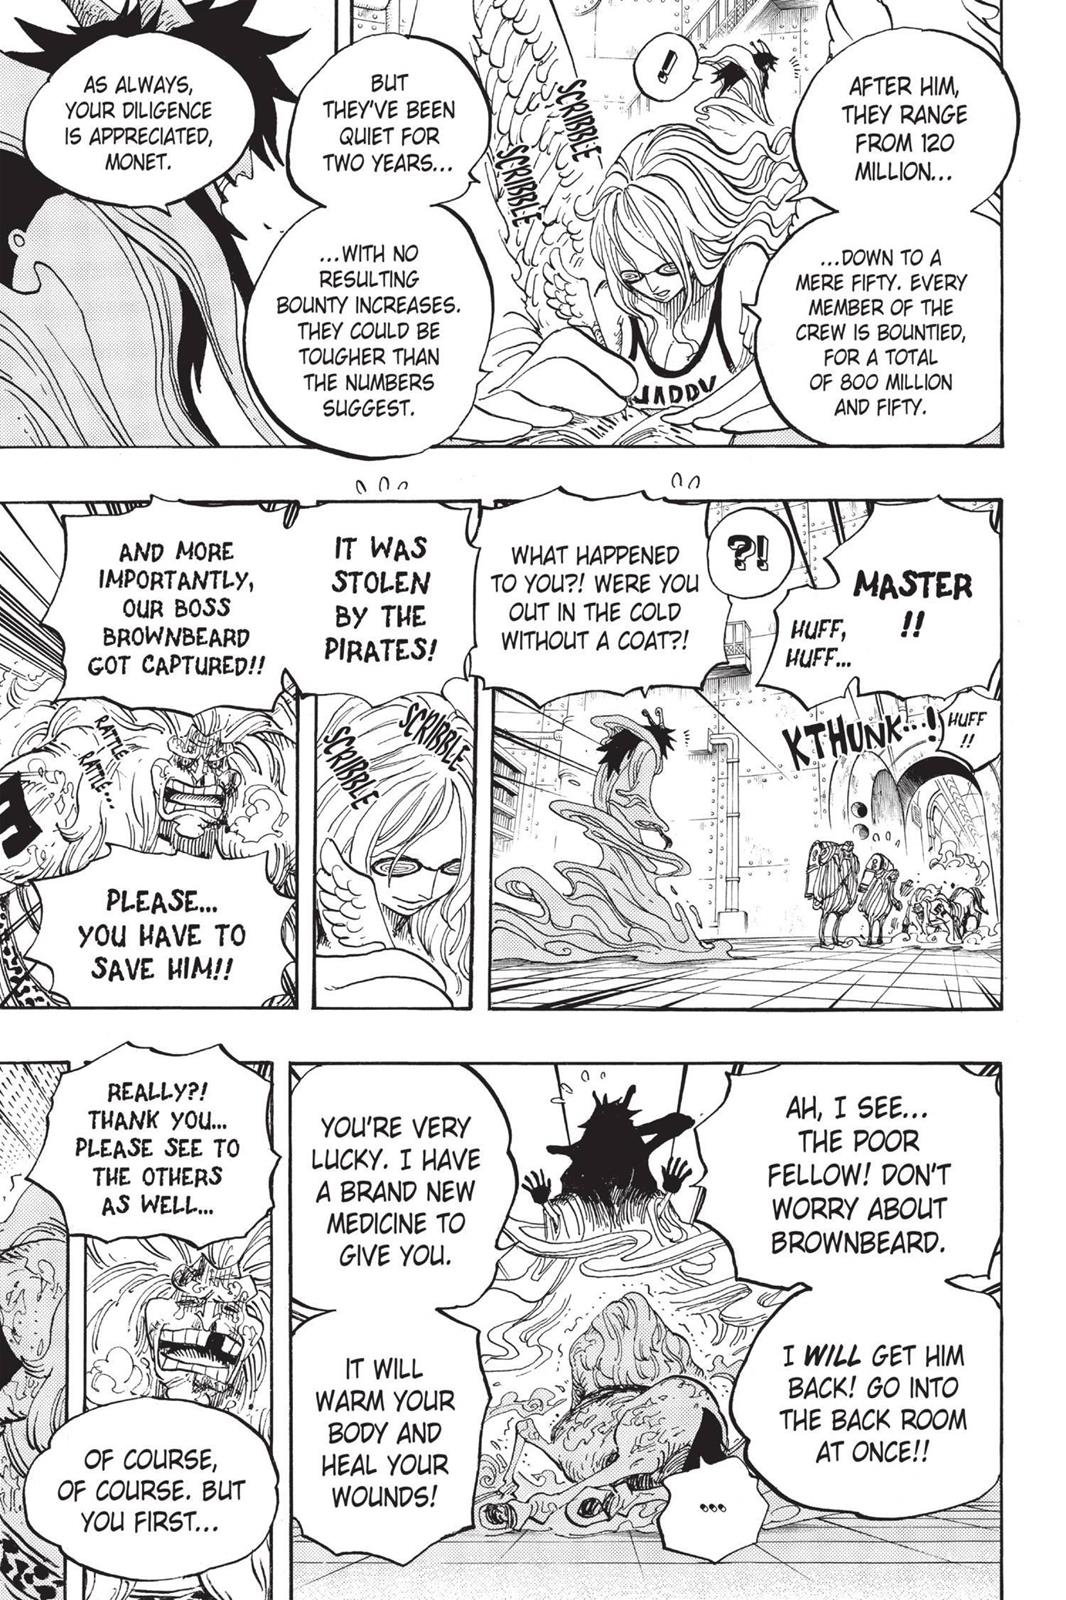 !
AFTER HIM,
THEY RANGE
FROM 120
MILLION...
...DOWN TO A
MERE FIFTY. EVERY
MEMBER OF THE
CREW IS BOUNTIED,
FOR A TOTAL
OF 800 MILLION
AND FIFTY.
SCRIBBLE
SCRIBBLE
BUT
THEY'VE BEEN
QUIET FOR
TWO YEARS...
...WITH NO
RESULTING
BOUNTY INCREASES.
THEY COULD BE
TOUGHER THAN
THE NUMBERS
SUGGEST.
AS ALWAYS,
YOUR DILIGENCE
IS APPRECIATED,
MONET.
MASTER
!!
HUFF,
HUFF...
HUFF
!!
KTHUNK...!
?!
WHAT HAPPENED
TO YOU?! WERE YOU
OUT IN THE COLD
WITHOUT A COAT?!
IT WAS
STOLEN
BY THE
PIRATES!
SCRIBBLE
SCRIBBLE
AND MORE
IMPORTANTLY,
OUR BOSS
BROWNBEARD
GOT CAPTURED!!
RATTLE
RATTLE...
PLEASE...
YOU HAVE TO
SAVE HIM!!
AH, I SEE...
THE POOR
FELLOW! DON'T
WORRY ABOUT
BROWNBEARD.
I WILL GET HIM
BACK! GO INTO
THE BACK ROOM
AT ONCE!!
...
YOU'RE VERY
LUCKY. I HAVE
A BRAND NEW
MEDICINE TO
GIVE YOU.
IT WILL
WARM YOUR
BODY AND
HEAL YOUR
WOUNDS!
REALLY?!
THANK YOU...
PLEASE SEE TO
THE OTHERS
AS WELL...
OF COURSE,
OF COURSE. BUT
YOU FIRST...